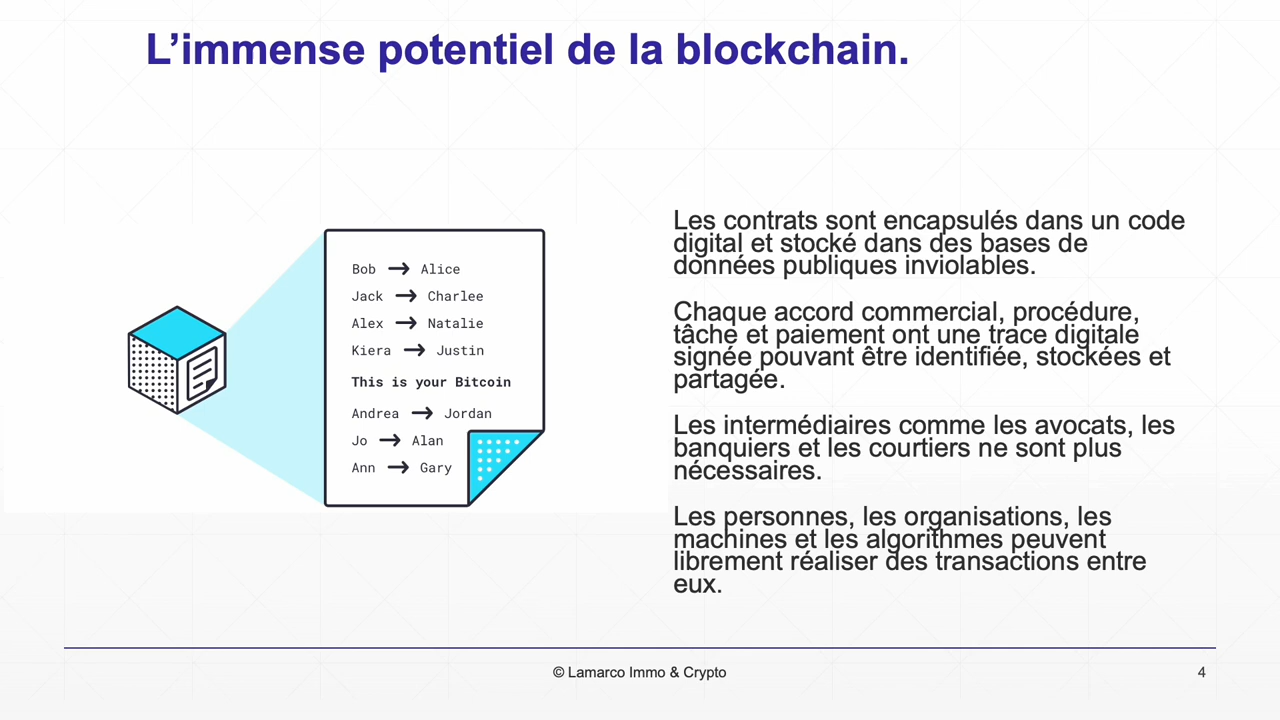 L’immense potentiel de la blockchain.
Bob → Alice
Jack → Charlee
Alex → Natalie
Kiera → Justin
This is your Bitcoin
Andrea → Jordan
Jo → Alan
Ann → Gary
Les contrats sont encapsulés dans un code
digital et stocké dans des bases de
données publiques inviolables.
Chaque accord commercial, procédure,
tâche et paiement ont une trace digitale
signée pouvant être identifiée, stockées et
partagée.
Les intermédiaires comme les avocats, les
banquiers et les courtiers ne sont plus
nécessaires.
Les personnes, les organisations, les
machines et les algorithmes peuvent
librement réaliser des transactions entre
eux.
© Lamarco Immo & Crypto
4